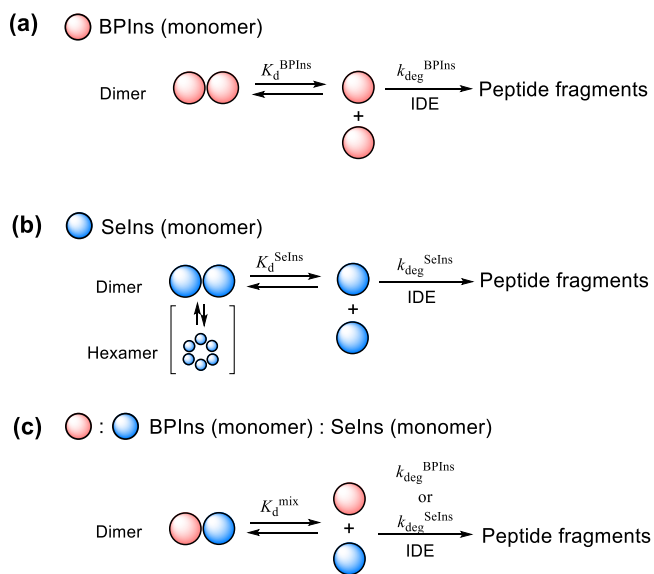 (a) BPIns (monomer)
Dimer
K_d^BPIns
+
k_deg^BPIns
IDE
Peptide fragments
(b) SeIns (monomer)
Dimer
K_d^SeIns
+
k_deg^SeIns
IDE
Peptide fragments
Hexamer
(c) : BPIns (monomer) : SeIns (monomer)
Dimer
K_d^mix
+
k_deg^BPIns
or
k_deg^SeIns
IDE
Peptide fragments